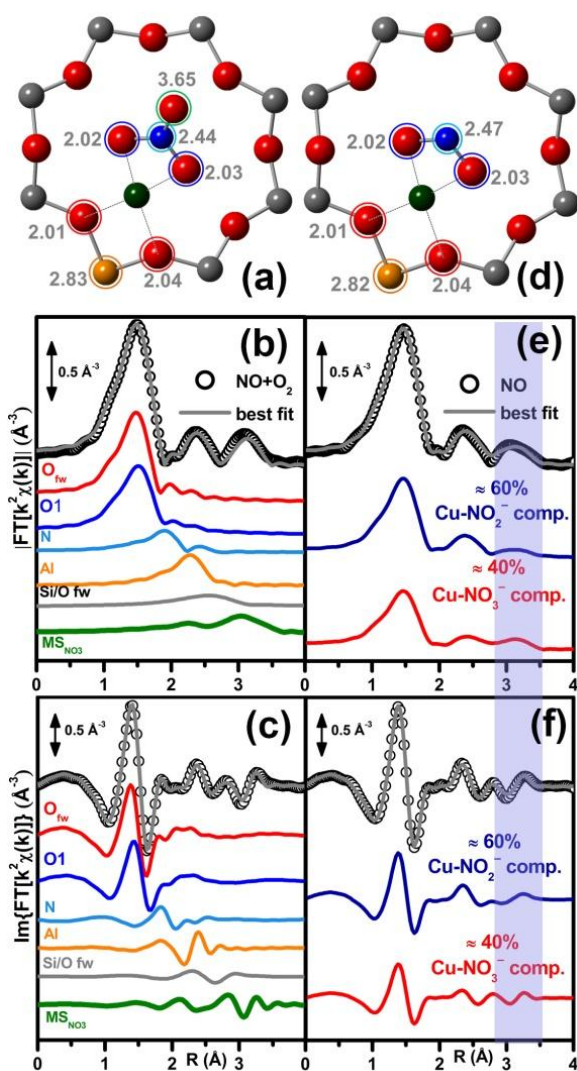 3.65
2.02
2.44
2.03
2.01
2.83
2.04
(a)
2.02
2.47
2.03
2.01
2.82
2.04
(d)
|FT[k²χ(k)]| (Å⁻³)
0.5 Å⁻³
(b)
NO+O₂
best fit
O_fw
O1
N
Al
Si/O fw
MS_NO3
0 1 2 3
0.5 Å⁻³
(e)
NO
best fit
≈ 60%
Cu-NO₂⁻ comp.
≈ 40%
Cu-NO₃⁻ comp.
0 1 2 3 4
Im{FT[k²χ(k)]} (Å⁻³)
0.5 Å⁻³
(c)
O_fw
O1
N
Al
Si/O fw
MS_NO3
0 1 2 3
R (Å)
0.5 Å⁻³
(f)
≈ 60%
Cu-NO₂⁻ comp.
≈ 40%
Cu-NO₃⁻ comp.
0 1 2 3 4
R (Å)